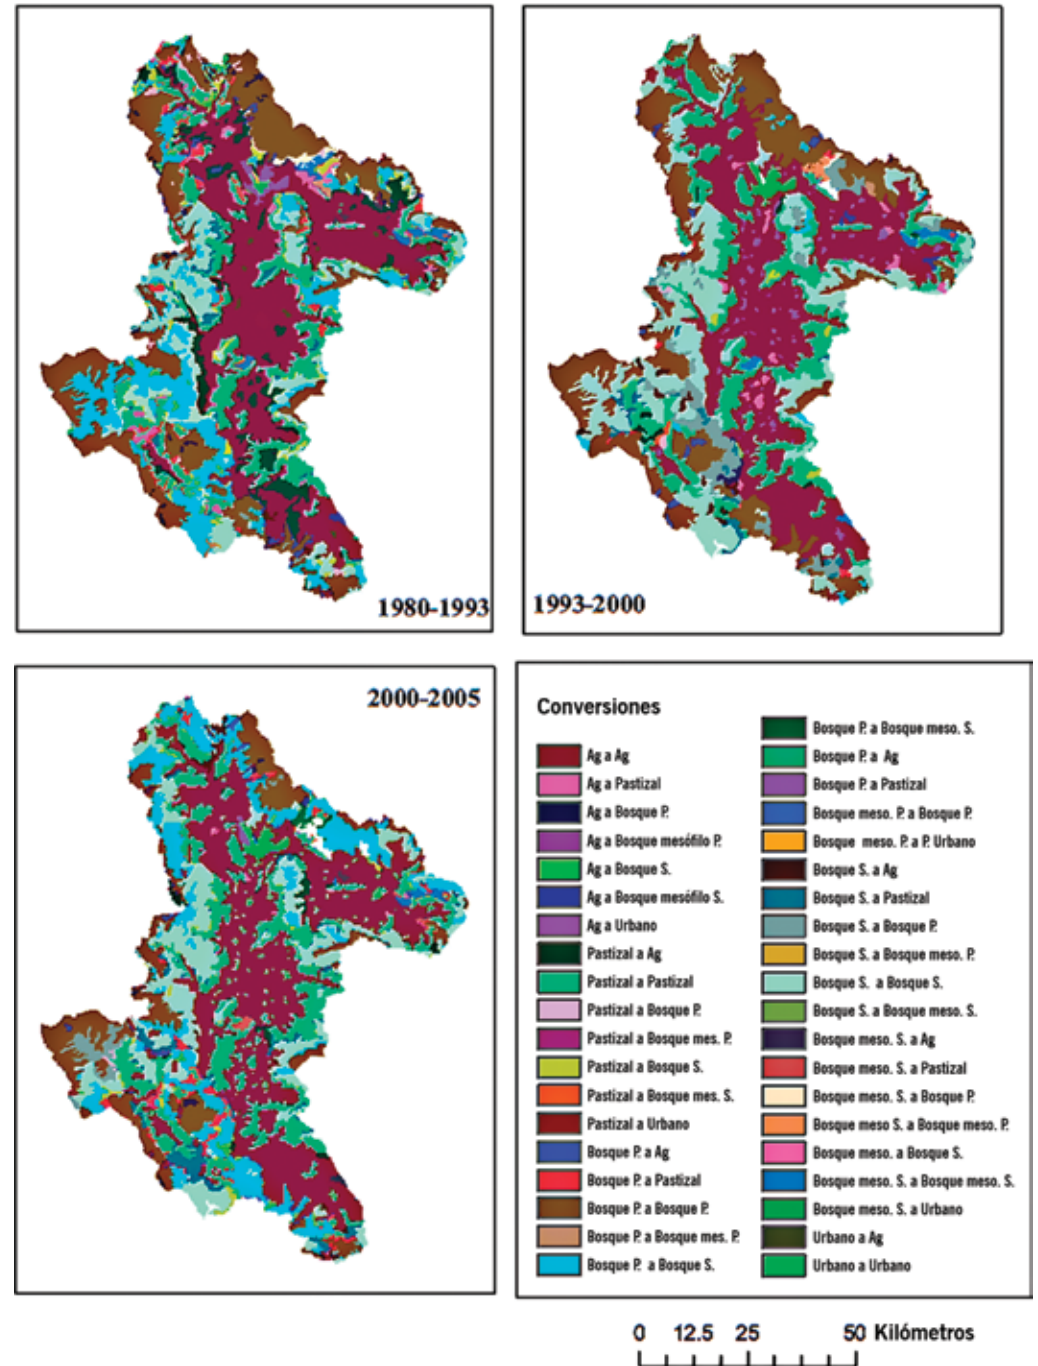 1980-1993
1993-2000
2000-2005
Conversiones
Ag a Ag
Ag a Pastizal
Ag a Bosque P.
Ag a Bosque mesófilo P.
Ag a Bosque S.
Ag a Bosque mesófilo S.
Ag a Urbano
Pastizal a Ag
Pastizal a Pastizal
Pastizal a Bosque P.
Pastizal a Bosque mes. P.
Pastizal a Bosque S.
Pastizal a Bosque mes. S.
Pastizal a Urbano
Bosque P. a Ag
Bosque P. a Pastizal
Bosque P. a Bosque P.
Bosque P. a Bosque mes. P.
Bosque P. a Bosque S.
Bosque P. a Bosque meso. S.
Bosque P. a Ag
Bosque P. a Pastizal
Bosque meso. P. a Bosque P.
Bosque meso. P. a P. Urbano
Bosque S. a Ag
Bosque S. a Pastizal
Bosque S. a Bosque P.
Bosque S. a Bosque meso. P.
Bosque S. a Bosque S.
Bosque S. a Bosque meso. S.
Bosque meso. S. a Ag
Bosque meso. S. a Pastizal
Bosque meso. S. a Bosque P.
Bosque meso S. a Bosque meso. P.
Bosque meso. a Bosque S.
Bosque meso. S. a Bosque meso. S.
Bosque meso. S. a Urbano
Urbano a Ag
Urbano a Urbano
0 12.5 25 50 Kilómetros